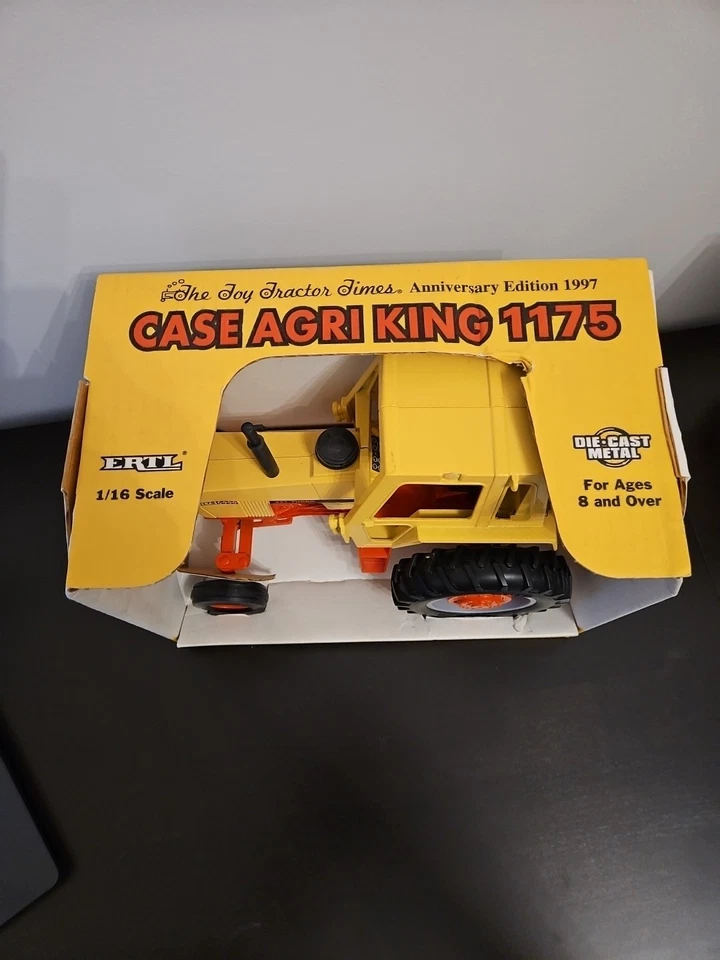 The Toy Tractor Times. Anniversary Edition 1997
CASE AGRI KING 1175
ERTL
1/16 Scale
DIE-CAST
METAL
For Ages
8 and Over